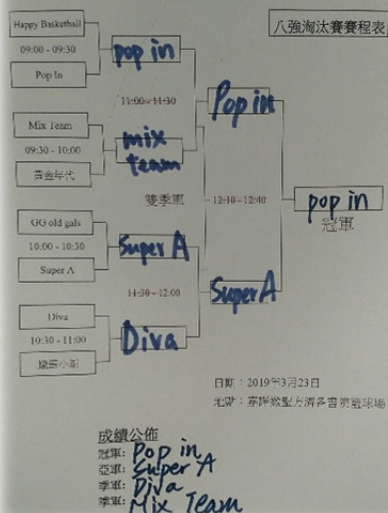 八強淘汰賽賽程表
Happy Basketball
09:00 - 09:30
Pop In
pop in
11:00 - 11:30
Mix Team
09:30 - 10:00
黃金年代
mix team
Pop in
雙季軍
12:10 - 12:40
pop in
冠軍
GG old gals
10:00 - 10:30
Super A
Super A
11:30 - 12:00
Super A
Diva
10:30 - 11:00
Diva
日期：2019年3月23日
成績公佈
冠軍: Pop in
亞軍: Super A
季軍: Diva
季軍: Mix Team